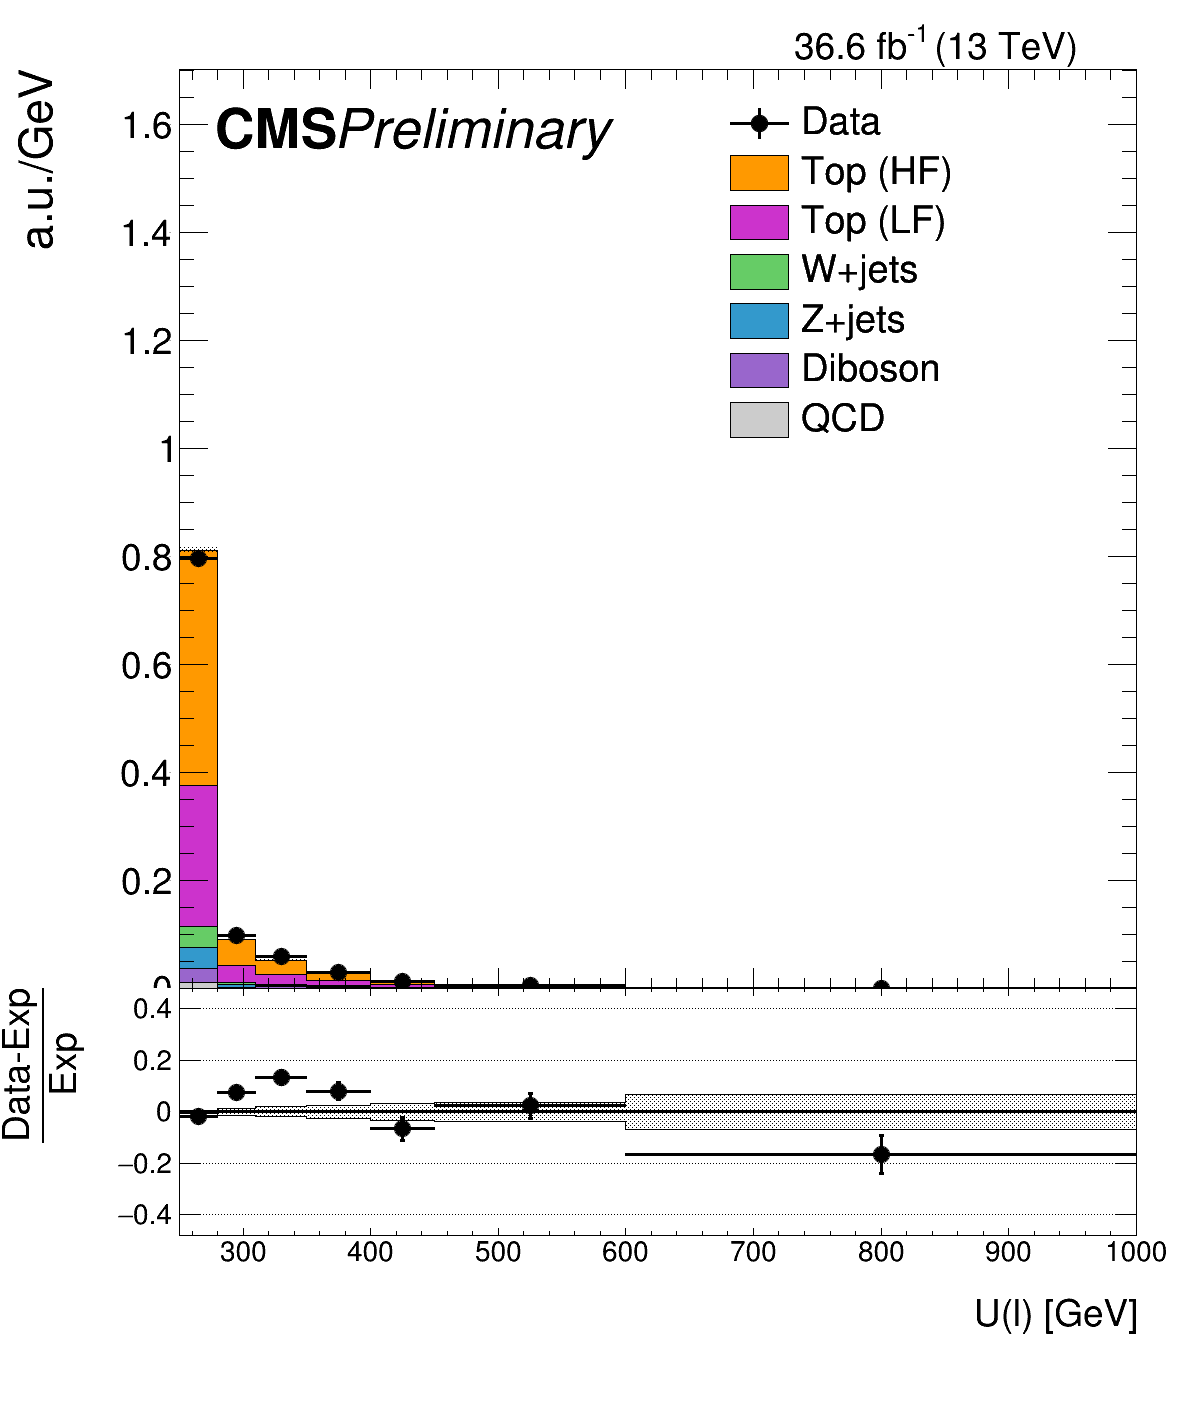 36.6 fb-1 (13 TeV)
a.u./GeV
CMS Preliminary
Data
Top (HF)
Top (LF)
W+jets
Z+jets
Diboson
QCD
1.6
1.4
1.2
1
0.8
0.6
0.4
0.2
0
Data-Exp
Exp
0.4
0.2
0
−0.2
−0.4
300 400 500 600 700 800 900 1000
U(l) [GeV]